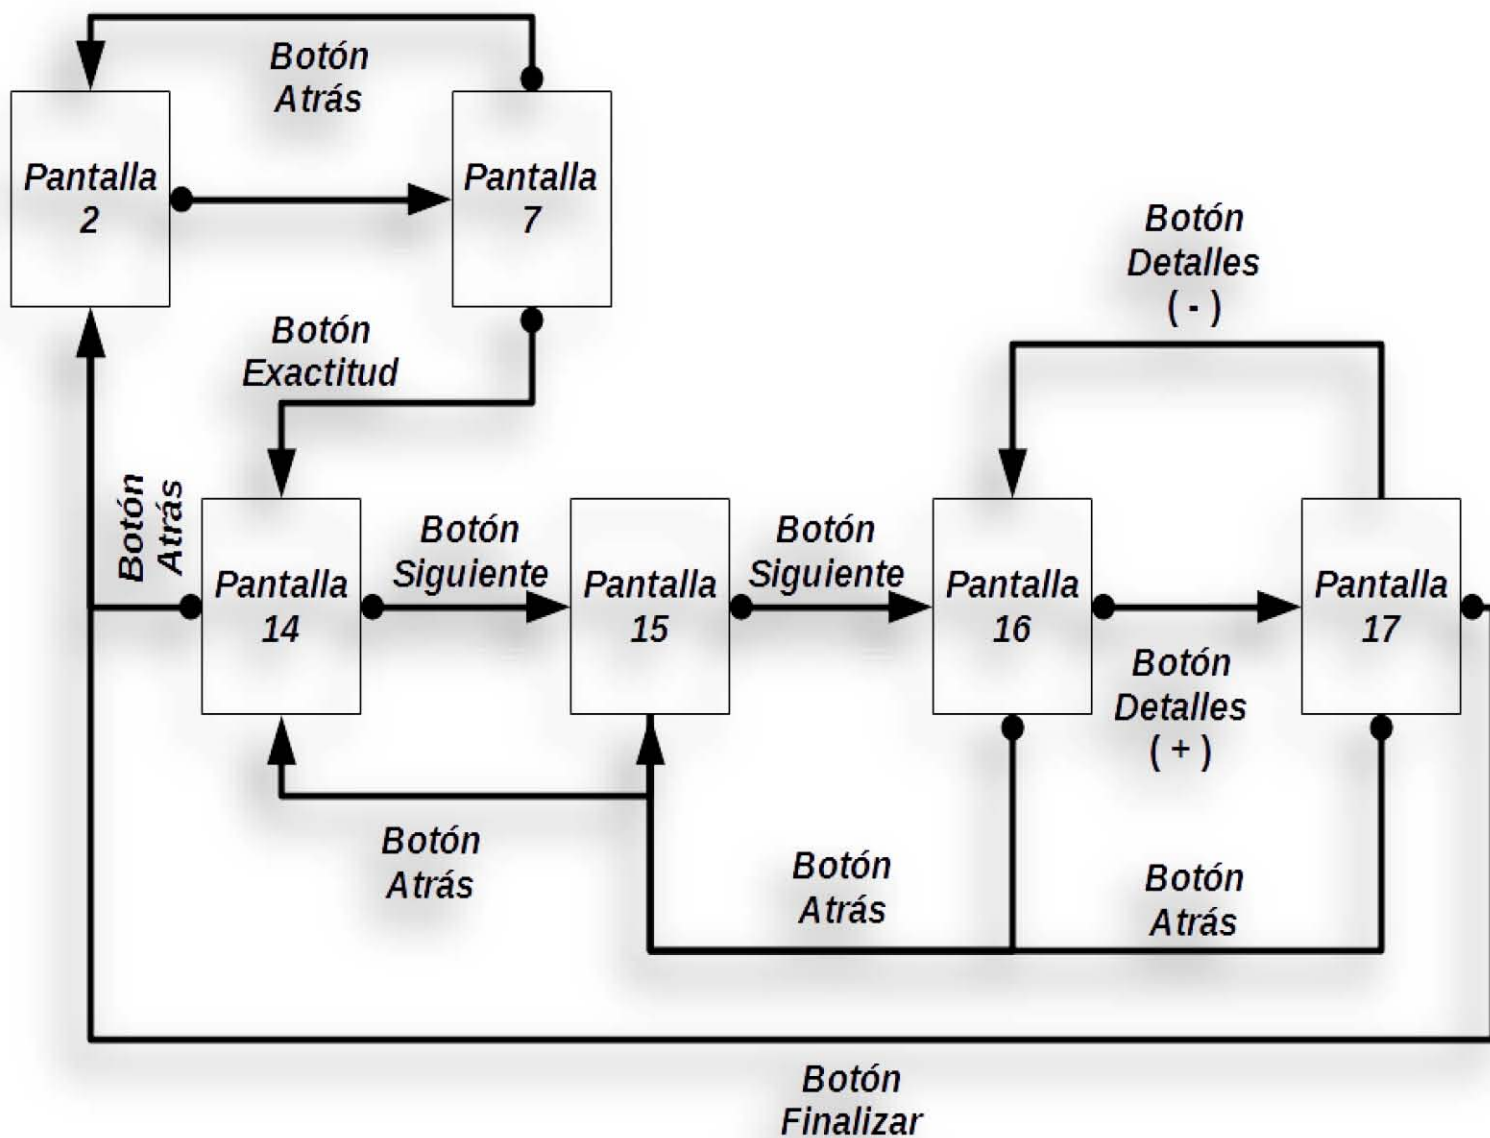 Botón
Atrás
Pantalla
2
Pantalla
7
Botón
Detalles
( - )
Botón
Exactitud
Botón
Atrás
Pantalla
14
Botón
Siguiente
Pantalla
15
Botón
Siguiente
Pantalla
16
Pantalla
17
Botón
Detalles
( + )
Botón
Atrás
Botón
Atrás
Botón
Atrás
Botón
Finalizar